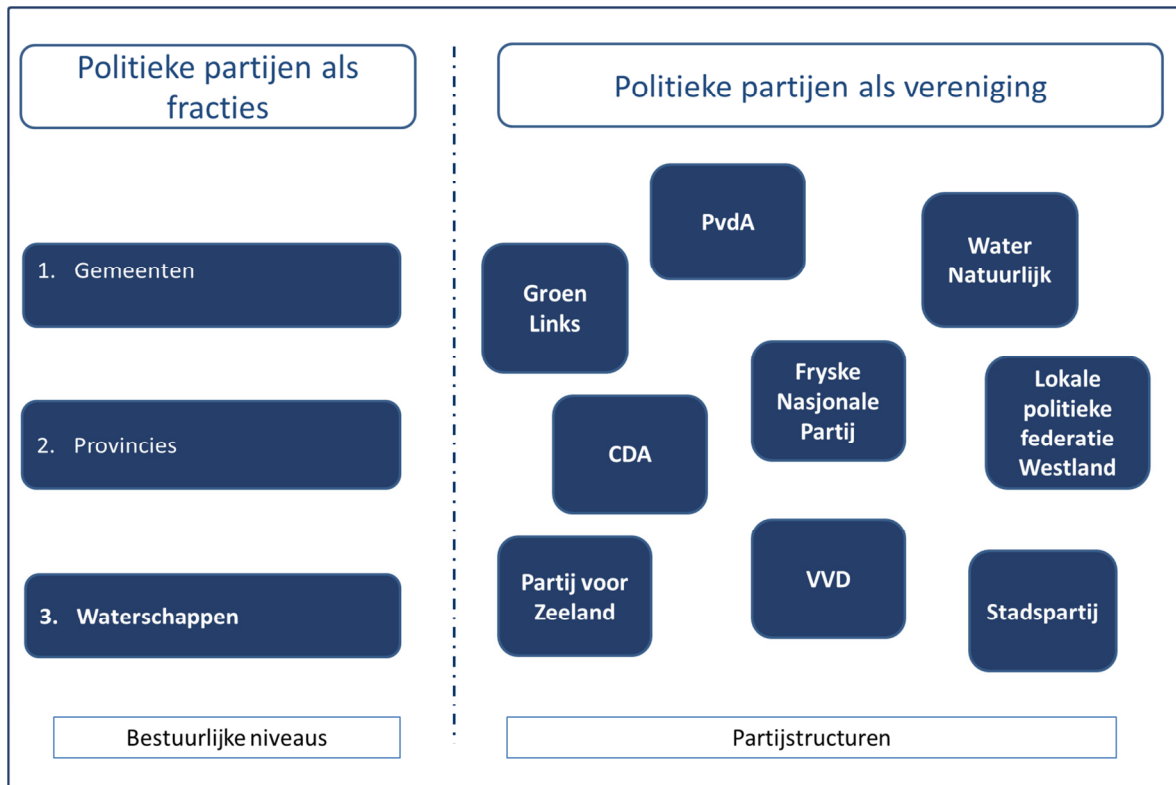 Politieke partijen als
fracties
Politieke partijen als vereniging
1. Gemeenten
2. Provincies
3. Waterschappen
PvdA
Water
Natuurlijk
Groen
Links
Fryske
Nasjonale
Partij
Lokale
politieke
federatie
Westland
CDA
Partij voor
Zeeland
VVD
Stadspartij
Bestuurlijke niveaus
Partijstructuren